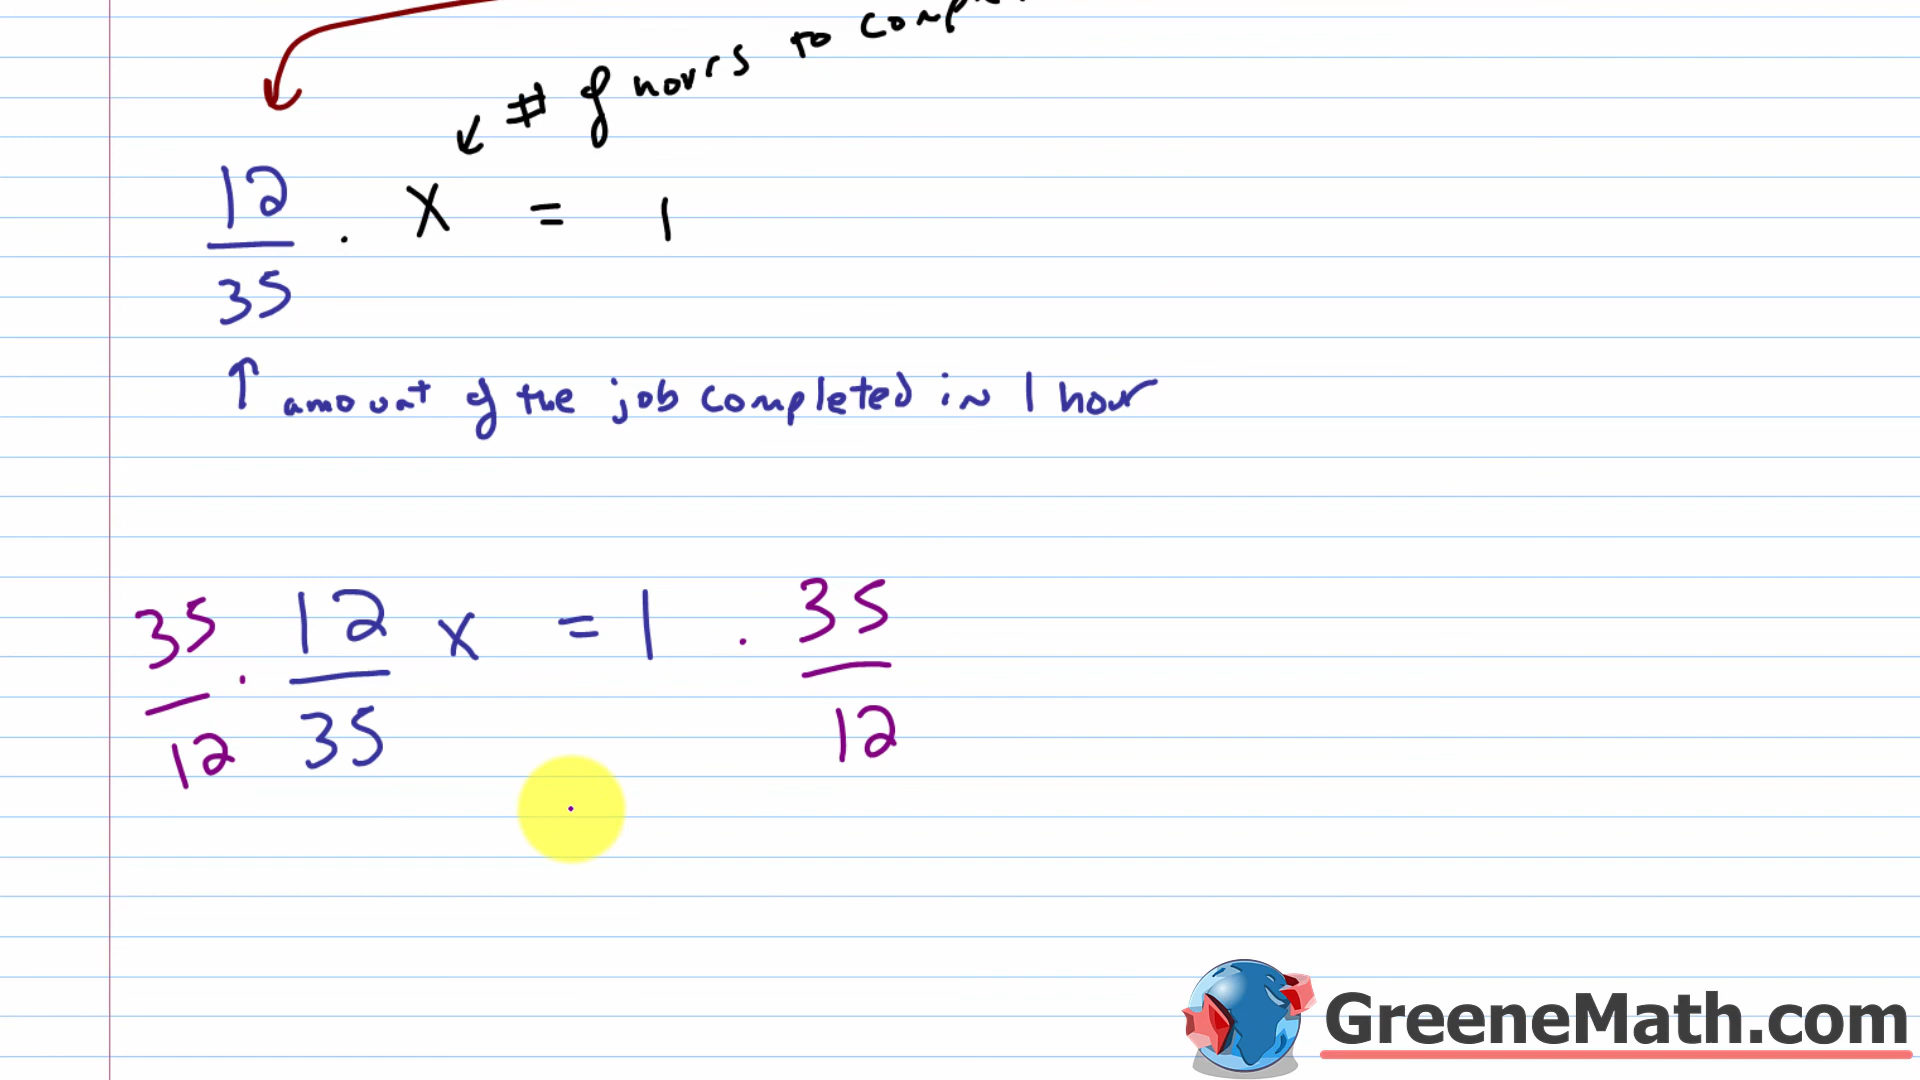 # of hours to
12/35 · x = 1
↑ amount of the job completed in 1 hour
35/12 · 12/35 x = 1 · 35/12
GreeneMath.com